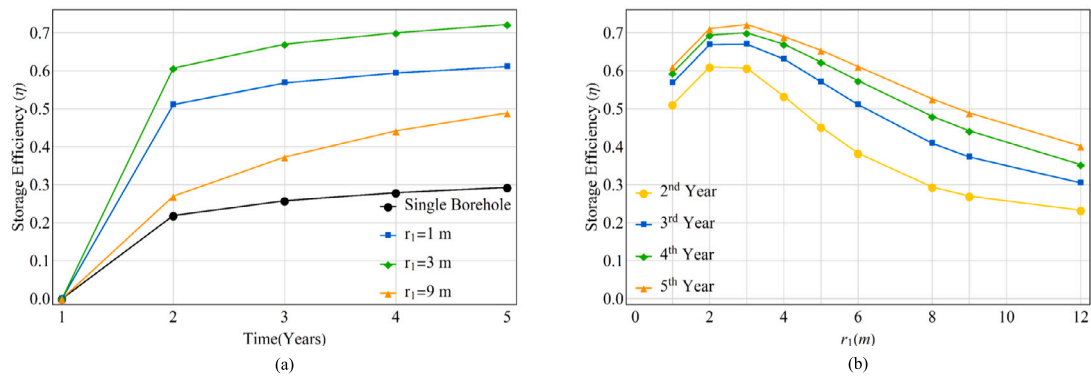 Storage Efficiency (η)
0.7
0.6
0.5
0.4
0.3
0.2
0.1
0.0
Single Borehole
r₁=1 m
r₁=3 m
r₁=9 m
1 2 3 4 5
Time(Years)
(a)
Storage Efficiency (η)
0.7
0.6
0.5
0.4
0.3
0.2
0.1
0.0
2nd Year
3rd Year
4th Year
5th Year
0 2 4 6 8 10 12
r₁(m)
(b)